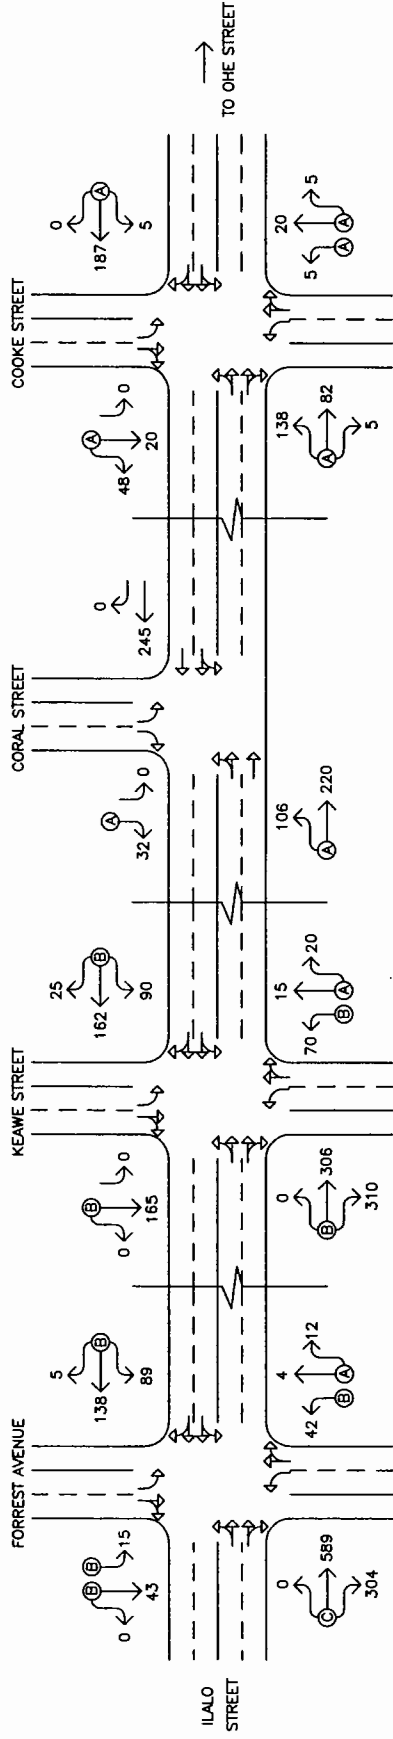 FORREST AVENUE
B B
0 43 15
5
B
138
89
ILALO
STREET
0
C 589
304
4
42 12
B A
KEAWE STREET
B
0 165 0
25
B
162
90
0
B 306
310
15
70 20
B A
CORAL STREET
A
32 0
0
245
106
A 220
COOKE STREET
A
48 20 0
0
A
187
5
138
A 82
5
20
5 5
A A
TO OHE STREET